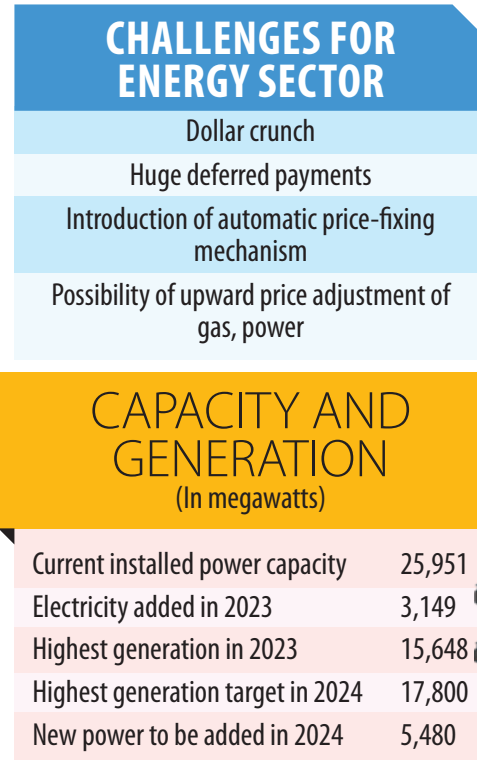 CHALLENGES FOR
ENERGY SECTOR
Dollar crunch
Huge deferred payments
Introduction of automatic price-fixing
mechanism
Possibility of upward price adjustment of
gas, power
CAPACITY AND
GENERATION
(In megawatts)
Current installed power capacity 25,951
Electricity added in 2023 3,149
Highest generation in 2023 15,648
Highest generation target in 2024 17,800
New power to be added in 2024 5,480